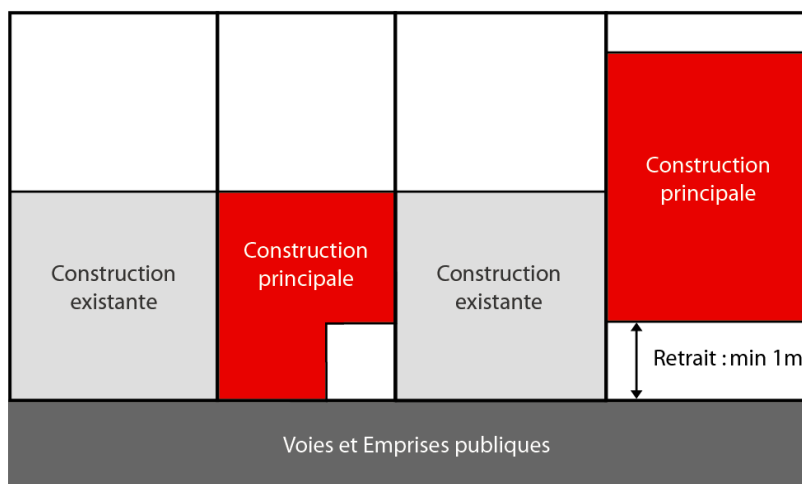 Construction
existante
Construction
principale
Construction
existante
Construction
principale
Retrait : min 1m
Voies et Emprises publiques